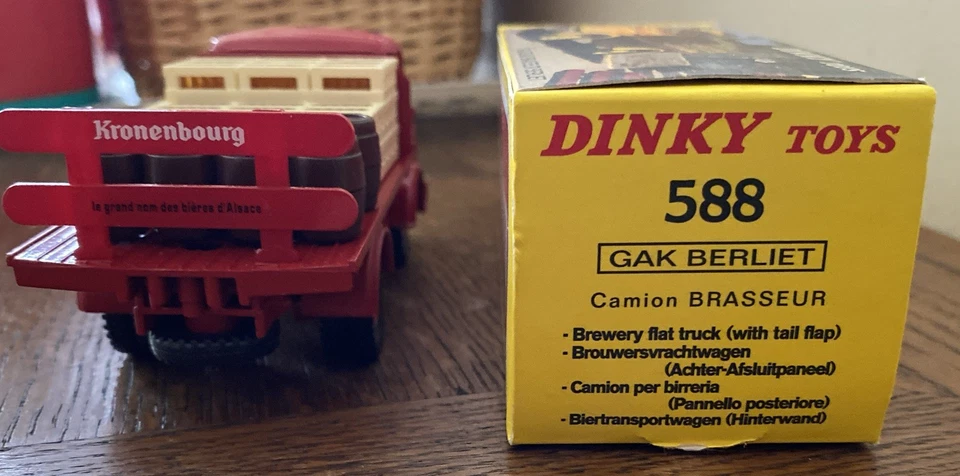 Kronenbourg
le grand nom des bières d'Alsace
DINKY TOYS
588
GAK BERLIET
Camion BRASSEUR
- Brewery flat truck (with tail flap)
- Brouwersvrachtwagen
(Achter-Afsluitpaneel)
- Camion per birreria
(Pannello posteriore)
- Biertransportwagen (Hinterwand)